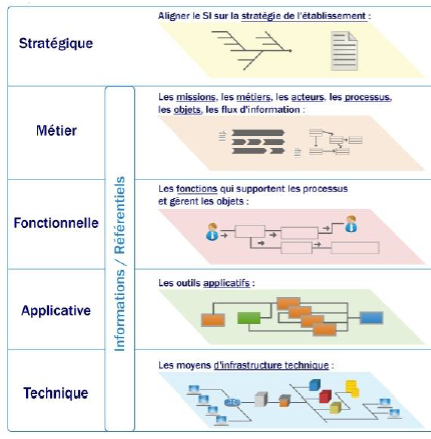 Aligner le SI sur la stratégie de l'établissement :
Stratégique
Les missions, les métiers, les acteurs, les processus,
les objets, les flux d'information :
Métier
Informations / Référentiels
Les fonctions qui supportent les processus
et gèrent les objets :
Fonctionnelle
Les outils applicatifs :
Applicative
Les moyens d'infrastructure technique :
Technique